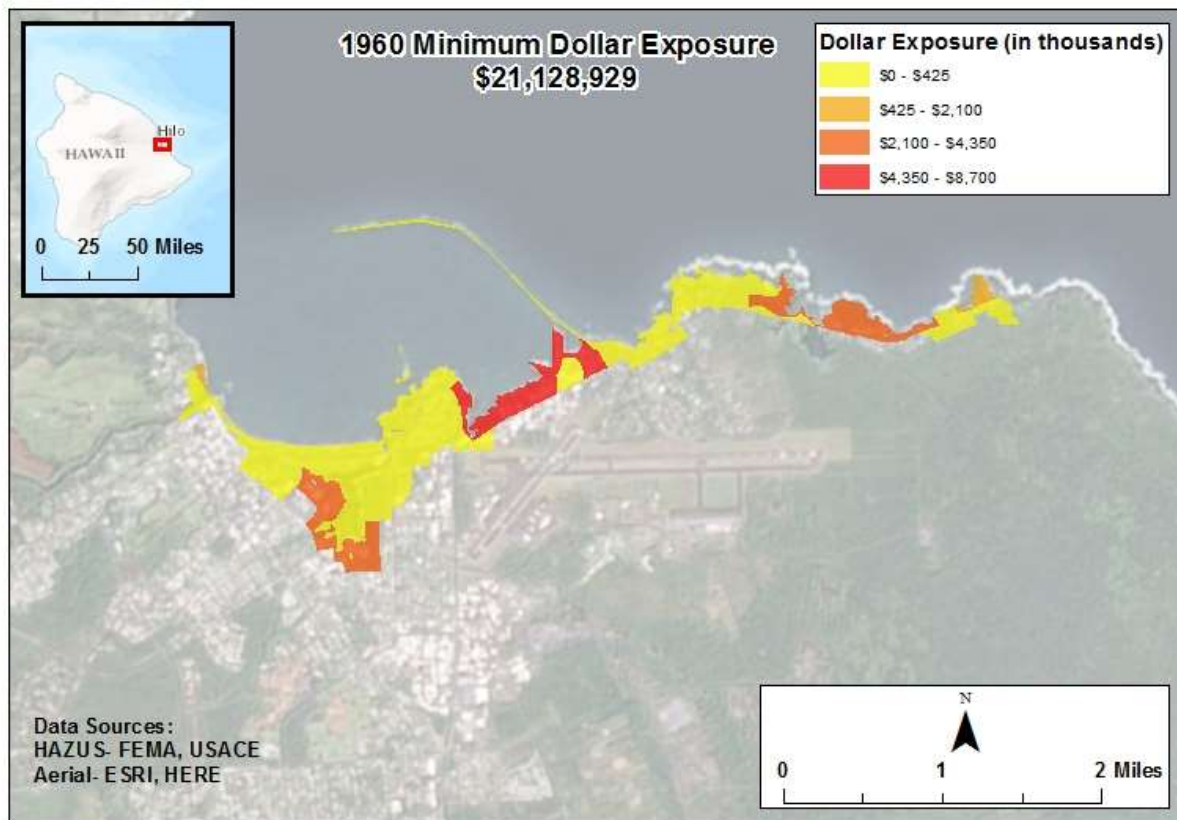 1960 Minimum Dollar Exposure
$21,128,929
Hilo
HAWAII
0 25 50 Miles
Dollar Exposure (in thousands)
$0 - $425
$425 - $2,100
$2,100 - $4,350
$4,350 - $8,700
Data Sources:
HAZUS- FEMA, USACE
Aerial- ESRI, HERE
N
0 1 2 Miles